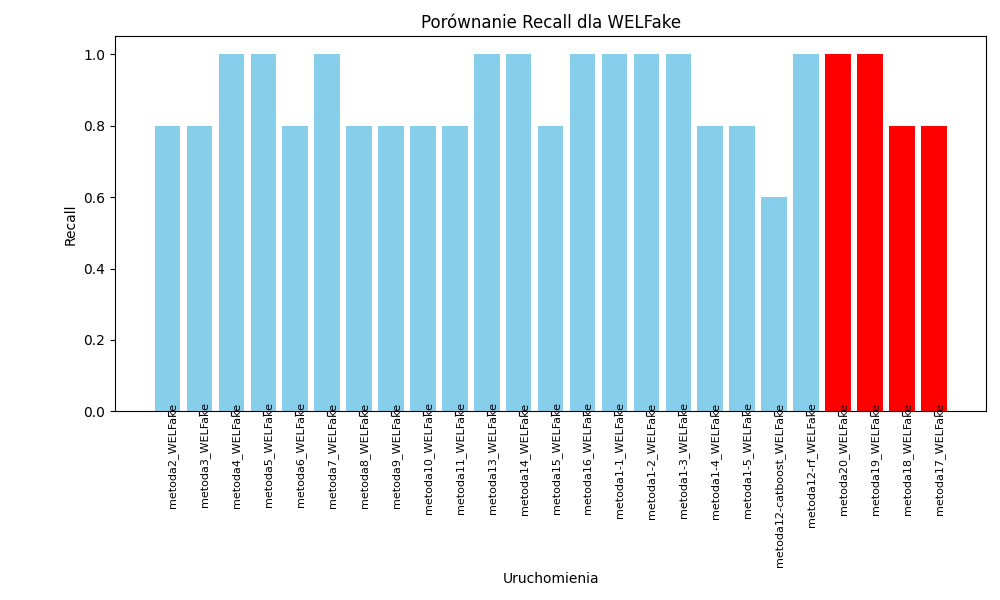 Porównanie Recall dla WELFake
Recall
1.0
0.8
0.6
0.4
0.2
0.0
metoda2_WELFake
metoda3_WELFake
metoda4_WELFake
metoda5_WELFake
metoda6_WELFake
metoda7_WELFake
metoda8_WELFake
metoda9_WELFake
metoda10_WELFake
metoda11_WELFake
metoda13_WELFake
metoda14_WELFake
metoda15_WELFake
metoda16_WELFake
metoda1-1_WELFake
metoda1-2_WELFake
metoda1-3_WELFake
metoda1-4_WELFake
metoda1-5_WELFake
metoda12-catboost_WELFake
metoda12-rf_WELFake
metoda20_WELFake
metoda19_WELFake
metoda18_WELFake
metoda17_WELFake
Uruchomienia